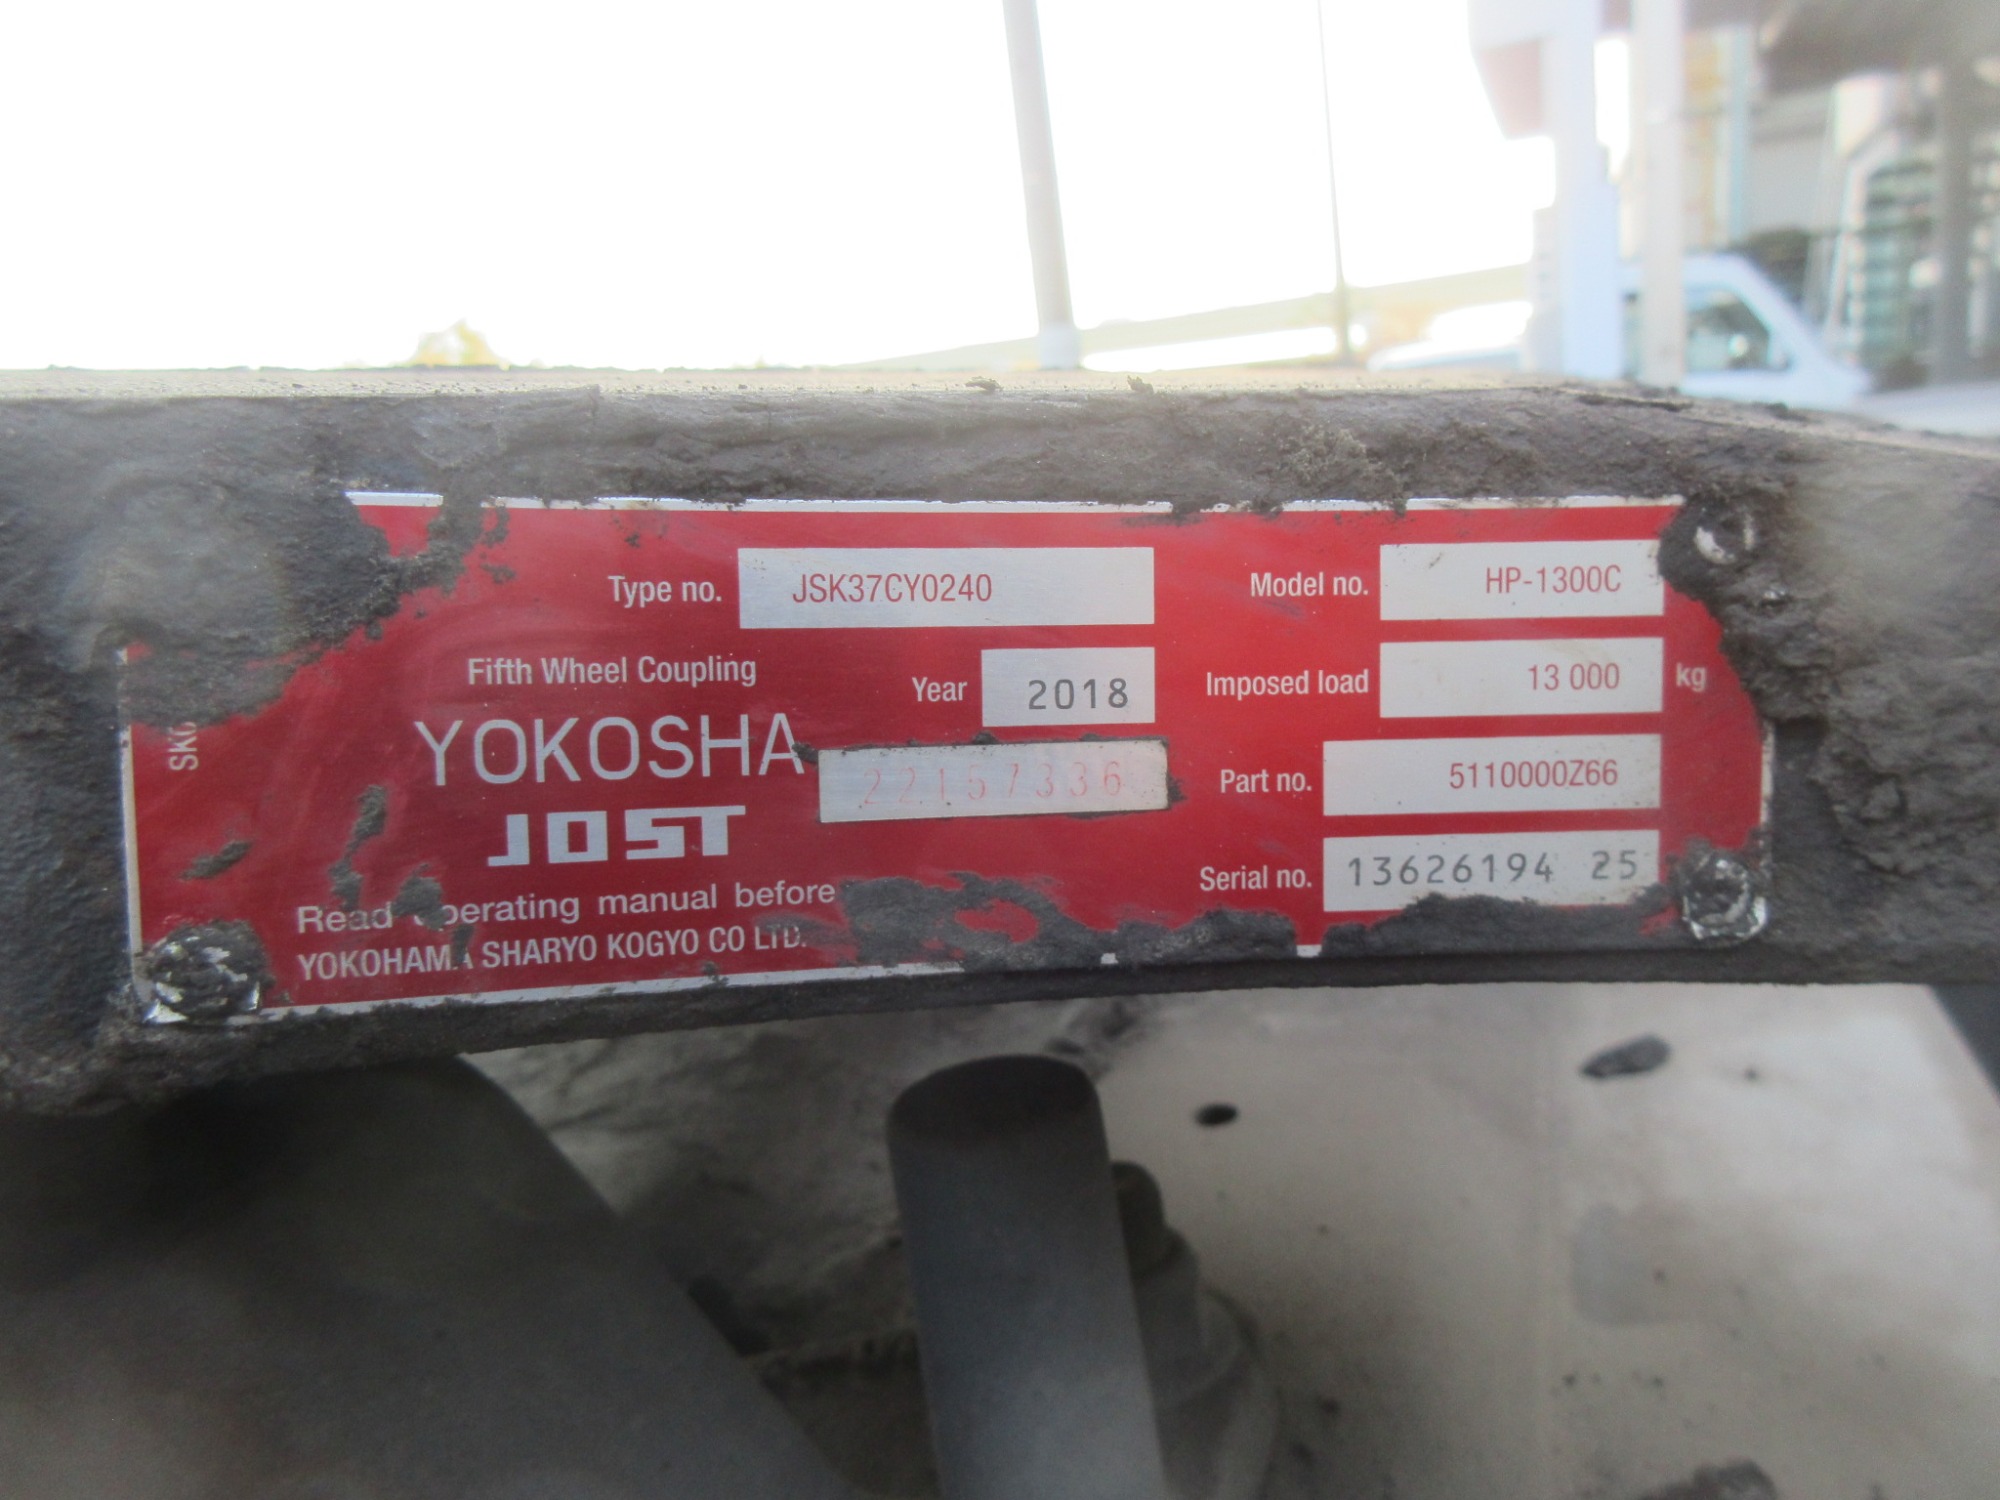 Type no. JSK37CY0240
Model no. HP-1300C
Fifth Wheel Coupling
Year 2018
Imposed load 13 000 kg
YOKOSHA
22157336
Part no. 5110000Z66
JOST
Serial no. 13626194 25
Read operating manual before
YOKOHAMA SHARYO KOGYO CO LTD.